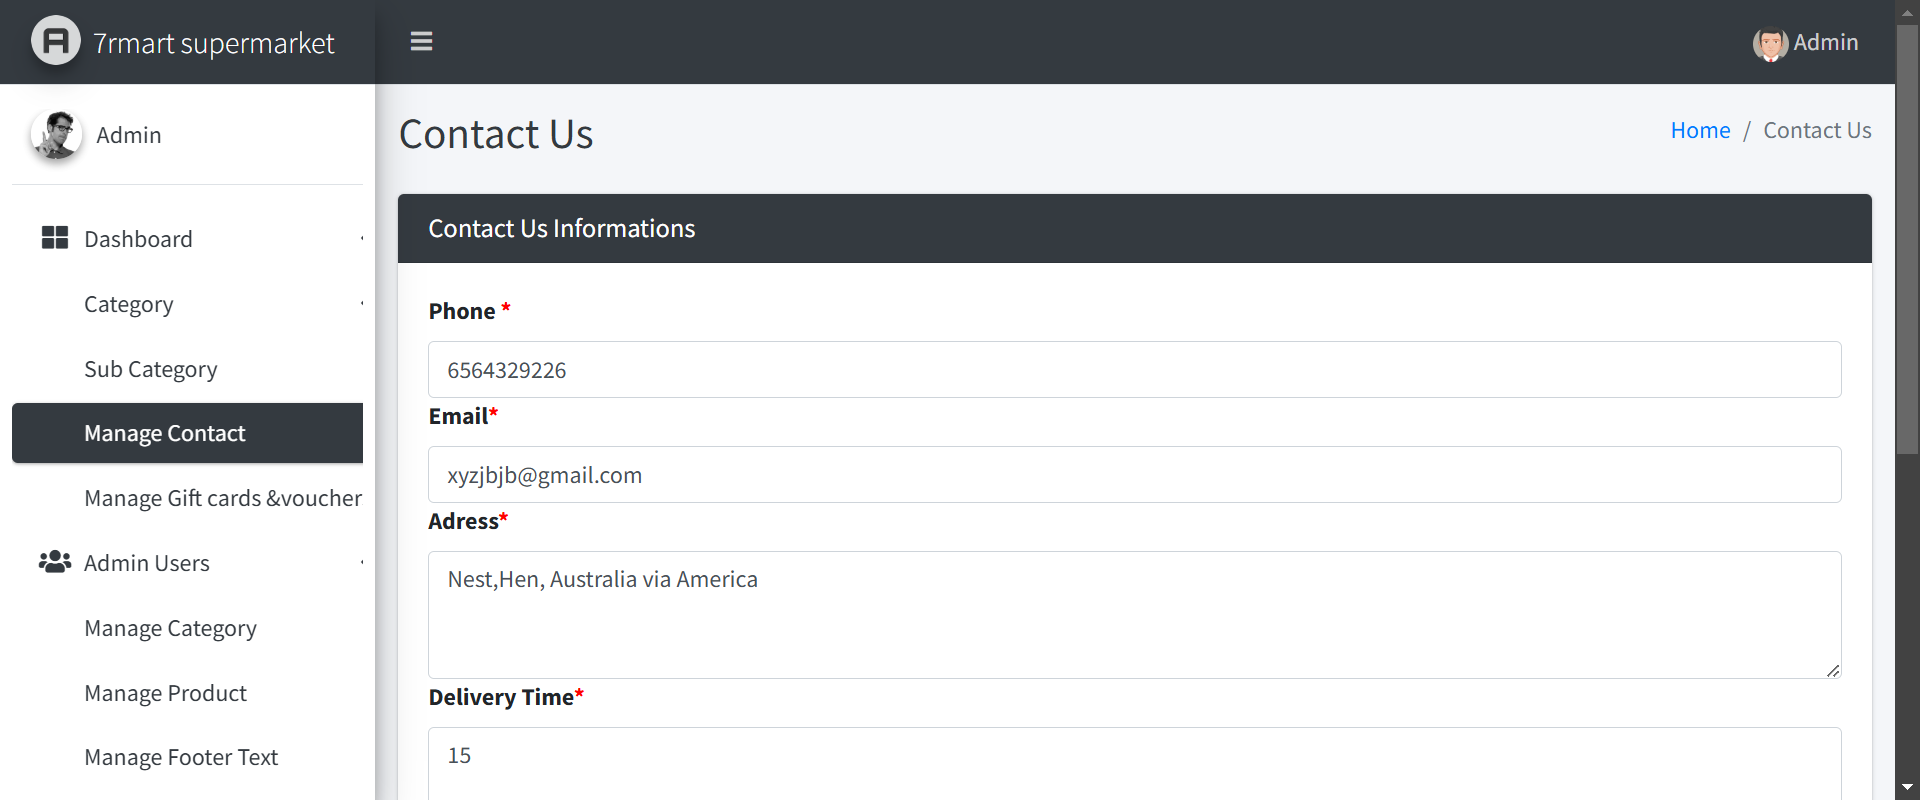 7rmart supermarket
Admin
Admin
Dashboard
Category
Sub Category
Manage Contact
Manage Gift cards &voucher
Admin Users
Manage Category
Manage Product
Manage Footer Text
Contact Us
Home / Contact Us
Contact Us Informations
Phone *
6564329226
Email*
xyzjbjb@gmail.com
Adress*
Nest,Hen, Australia via America
Delivery Time*
15